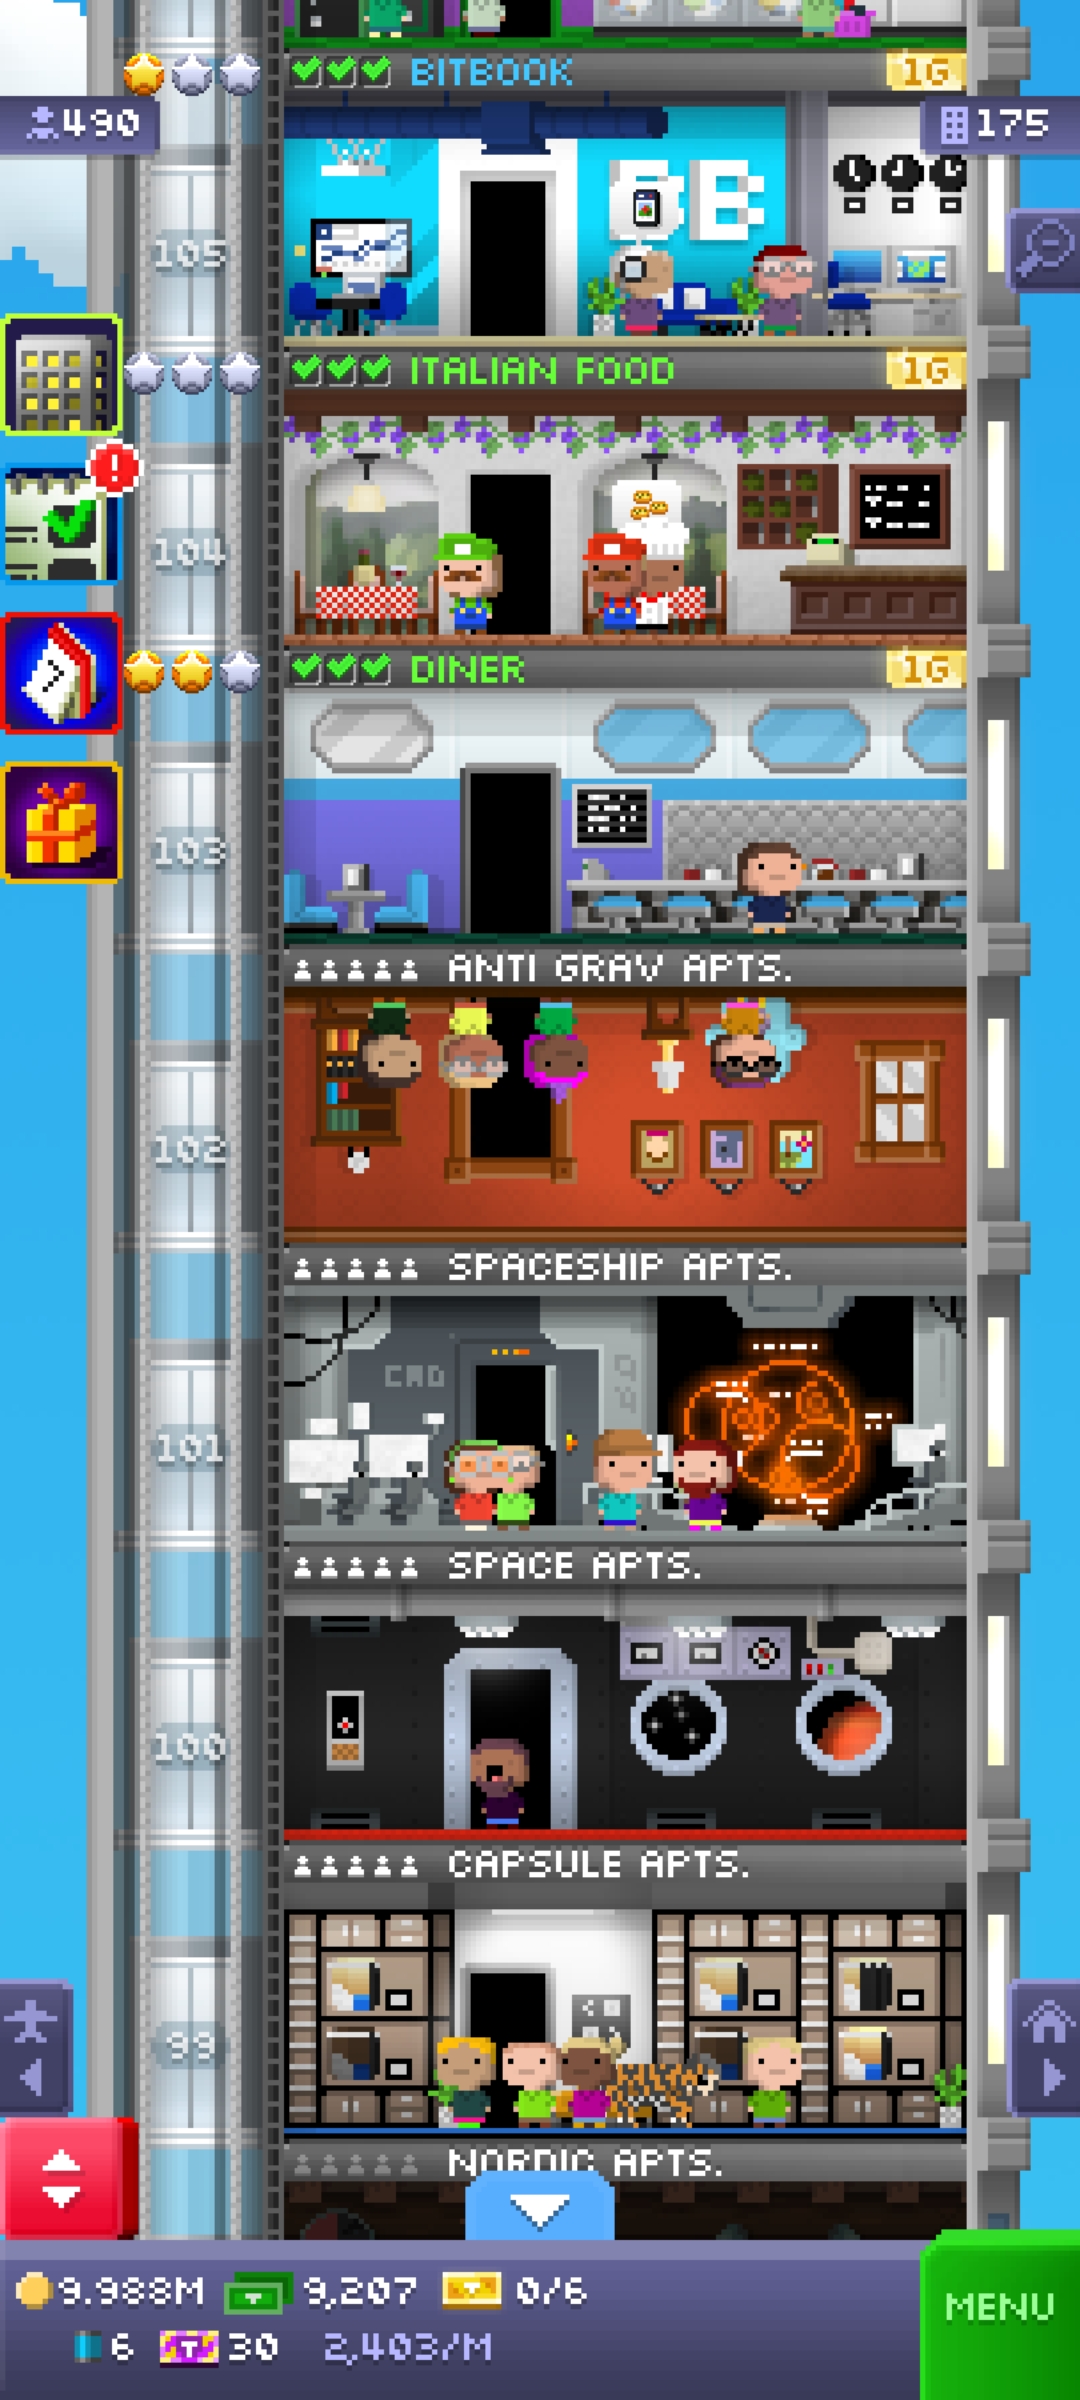 BITBOOK 1G
490
175
BB
105
ITALIAN FOOD 1G
104
DINER 1G
103
ANTI GRAV APTS.
102
SPACESHIP APTS.
CMD
101
SPACE APTS.
100
CAPSULE APTS.
99
NORDIC APTS.
9.988M 9,207 0/6
MENU
6 T 30 2,403/M